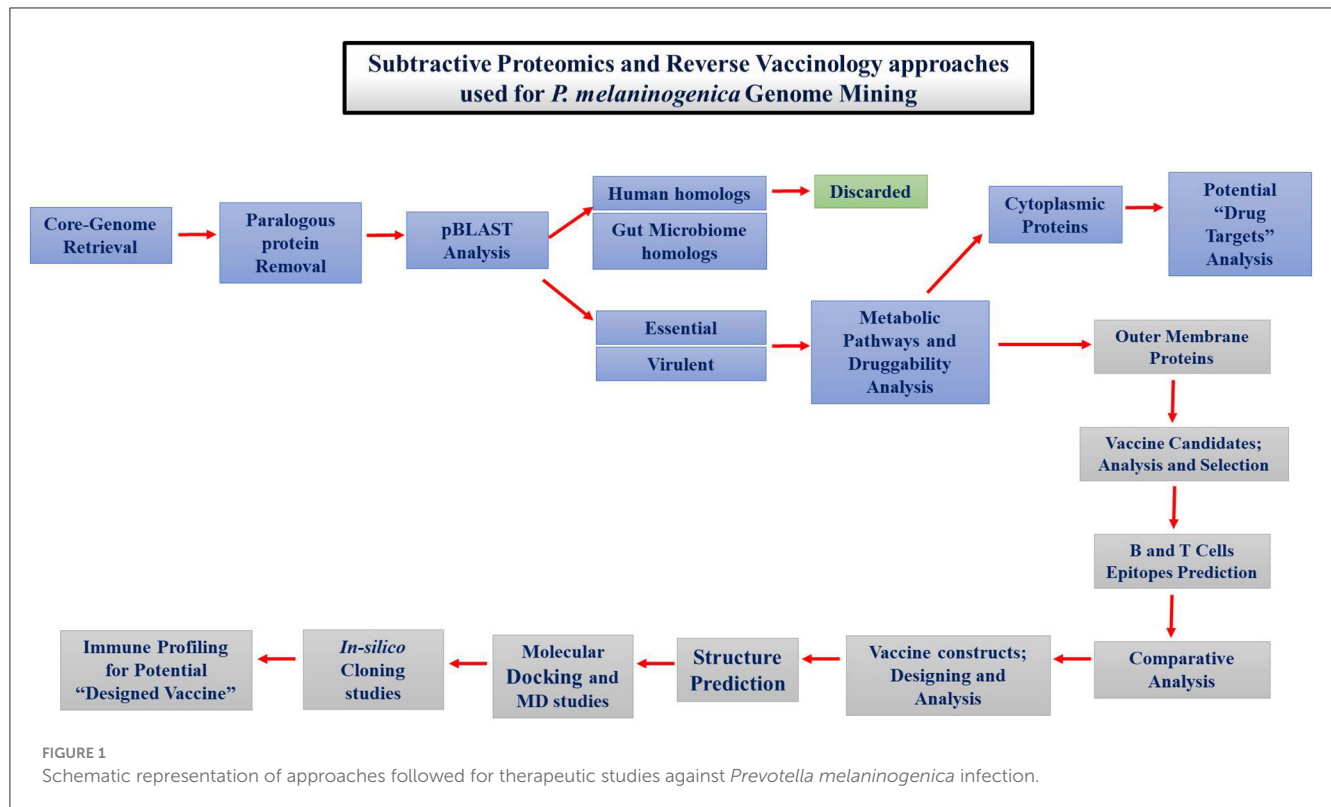 Subtractive Proteomics and Reverse Vaccinology approaches
used for P. melaninogenica Genome Mining
Core-Genome
Retrieval
Paralogous
protein
Removal
pBLAST
Analysis
Human homologs
Gut Microbiome
homologs
Discarded
Essential
Virulent
Metabolic
Pathways and
Druggability
Analysis
Cytoplasmic
Proteins
Potential
“Drug
Targets”
Analysis
Outer Membrane
Proteins
Vaccine Candidates;
Analysis and Selection
B and T Cells
Epitopes Prediction
Comparative
Analysis
Vaccine constructs;
Designing and
Analysis
Structure
Prediction
Molecular
Docking and
MD studies
In-silico
Cloning
studies
Immune Profiling
for Potential
“Designed Vaccine”
FIGURE 1
Schematic representation of approaches followed for therapeutic studies against Prevotella melaninogenica infection.